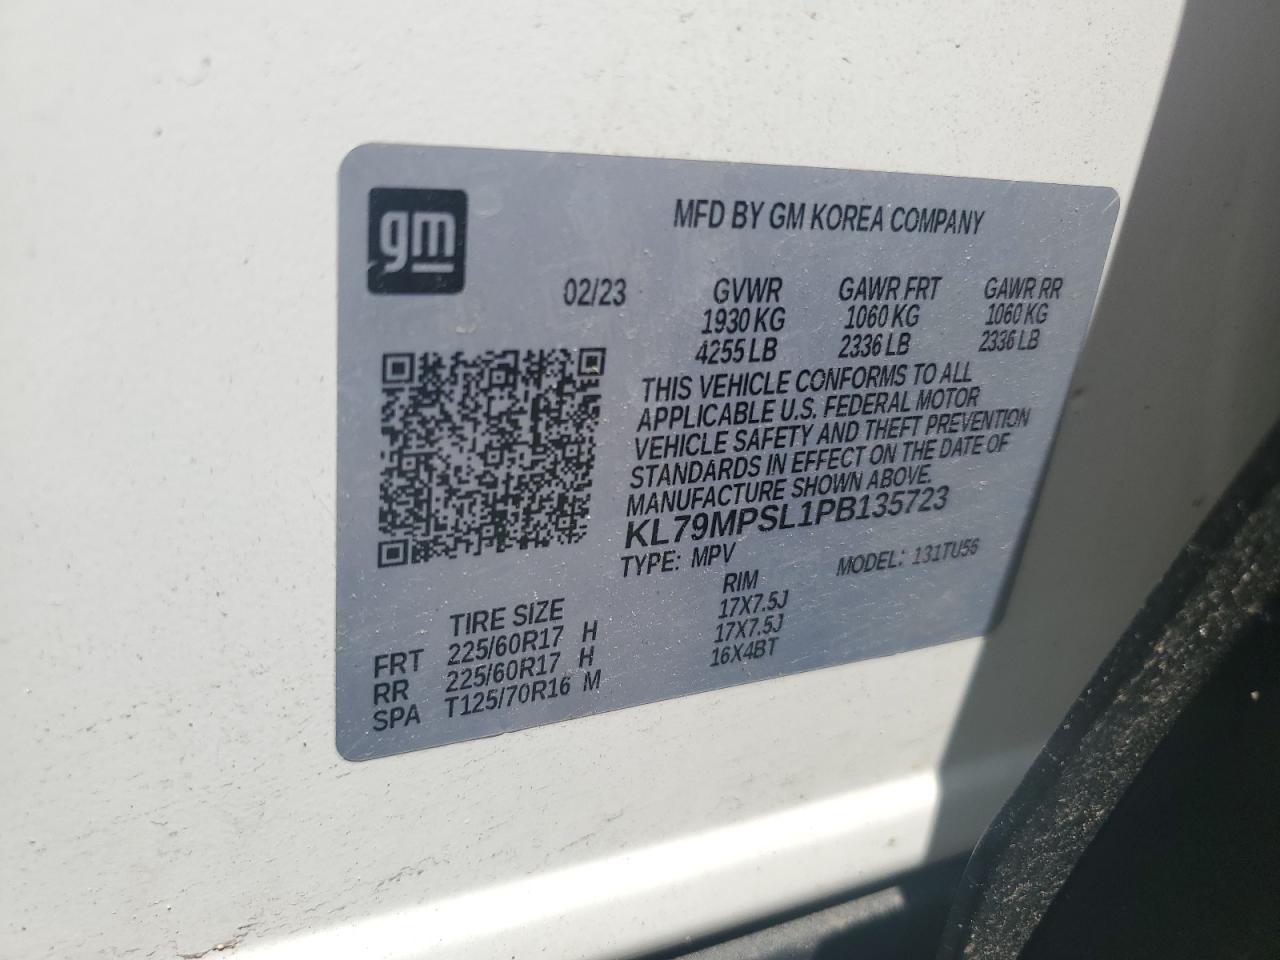 gm
MFD BY GM KOREA COMPANY
02/23 GVWR GAWR FRT GAWR RR
1930 KG 1060 KG 1060 KG
4255 LB 2336 LB 2336 LB
THIS VEHICLE CONFORMS TO ALL
APPLICABLE U.S. FEDERAL MOTOR
VEHICLE SAFETY AND THEFT PREVENTION
STANDARDS IN EFFECT ON THE DATE OF
MANUFACTURE SHOWN ABOVE.
KL79MPSL1PB135723
TYPE: MPV MODEL: 131TU56
TIRE SIZE RIM
FRT 225/60R17 H 17X7.5J
RR 225/60R17 H 17X7.5J
SPA T125/70R16 M 16X4BT